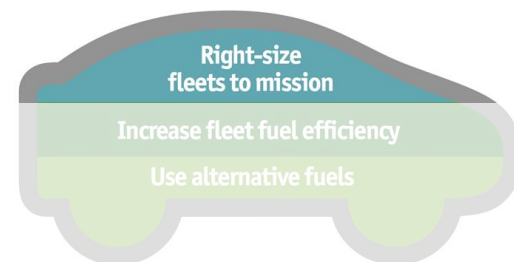 Right-size
fleets to mission
Increase fleet fuel efficiency
Use alternative fuels